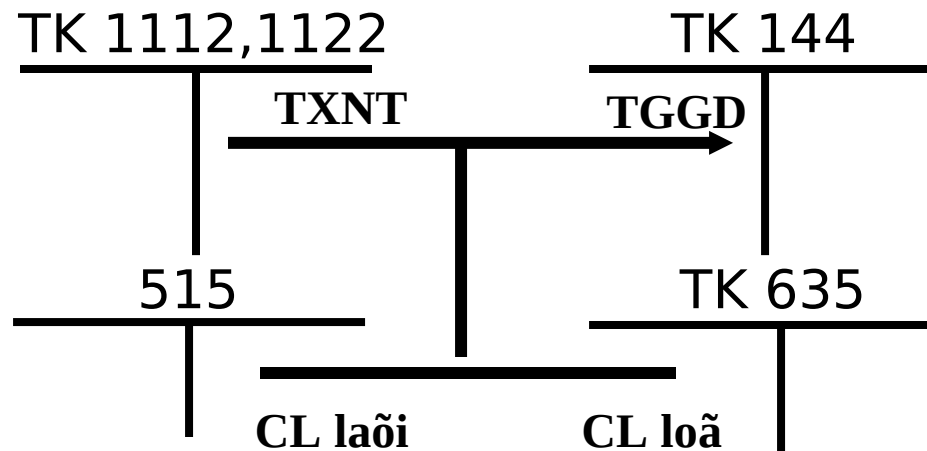 TK 1112,1122
TK 144
TXNT
TGGD
515
TK 635
CL laõi
CL loã